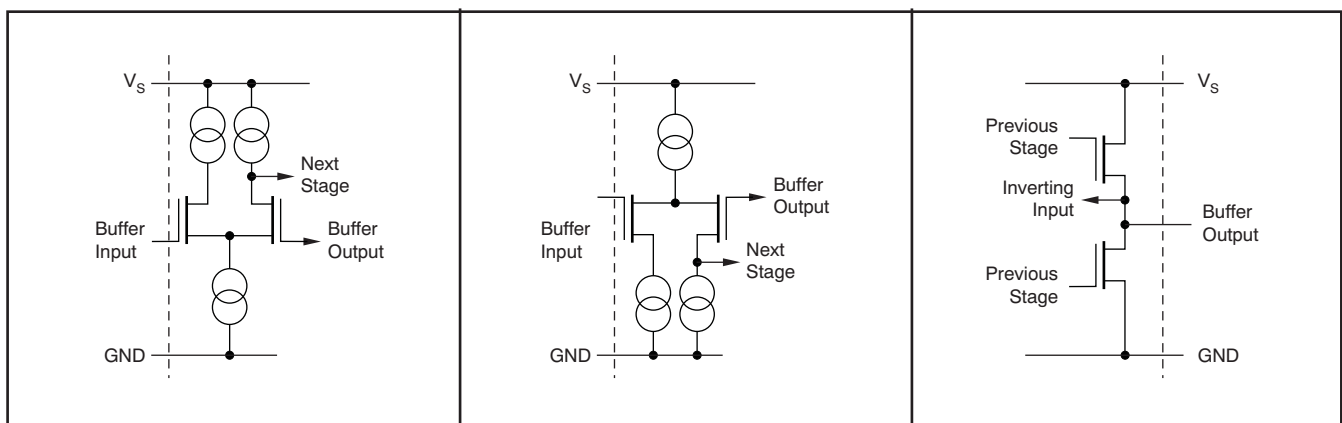 V_S
Next
Stage
Buffer
Input
Buffer
Output
GND
V_S
Buffer
Output
Buffer
Input
Next
Stage
GND
V_S
Previous
Stage
Inverting
Input
Buffer
Output
Previous
Stage
GND